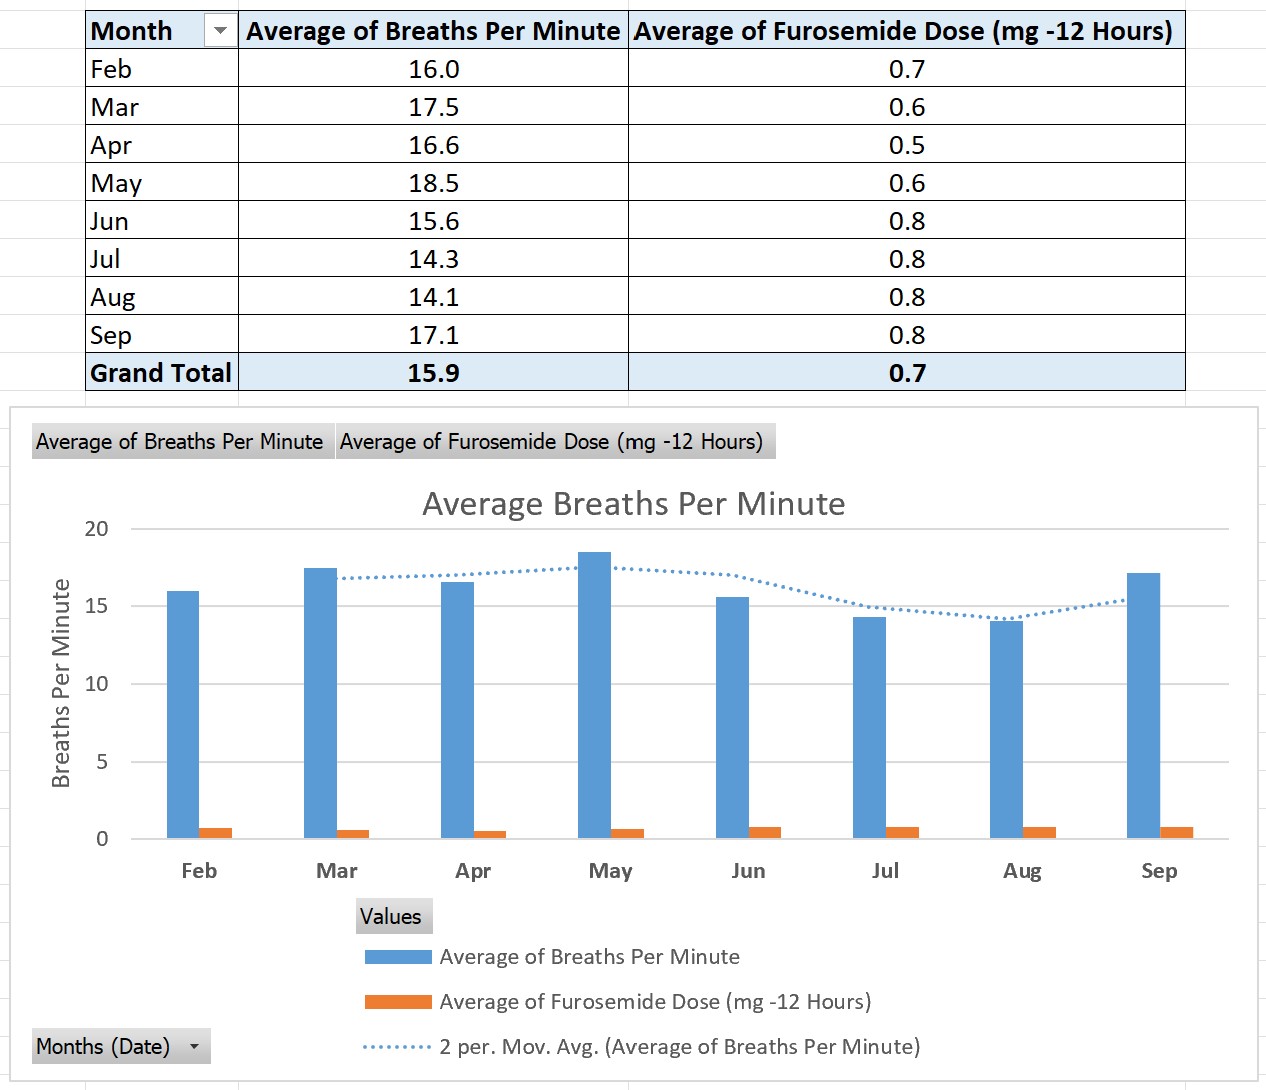 Month Average of Breaths Per Minute Average of Furosemide Dose (mg -12 Hours)
Feb 16.0 0.7
Mar 17.5 0.6
Apr 16.6 0.5
May 18.5 0.6
Jun 15.6 0.8
Jul 14.3 0.8
Aug 14.1 0.8
Sep 17.1 0.8
Grand Total 15.9 0.7
Average of Breaths Per Minute Average of Furosemide Dose (mg -12 Hours)
Average Breaths Per Minute
Breaths Per Minute
20
15
10
5
0
Feb Mar Apr May Jun Jul Aug Sep
Values
Average of Breaths Per Minute
Average of Furosemide Dose (mg -12 Hours)
2 per. Mov. Avg. (Average of Breaths Per Minute)
Months (Date)